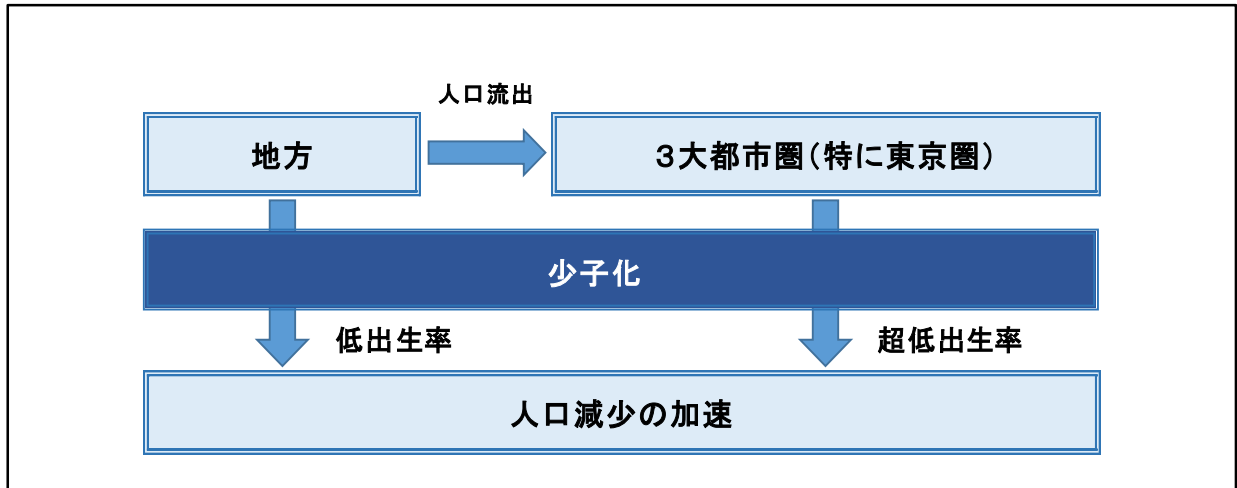 人口流出
地方
３大都市圏（特に東京圏）
少子化
低出生率
超低出生率
人口減少の加速